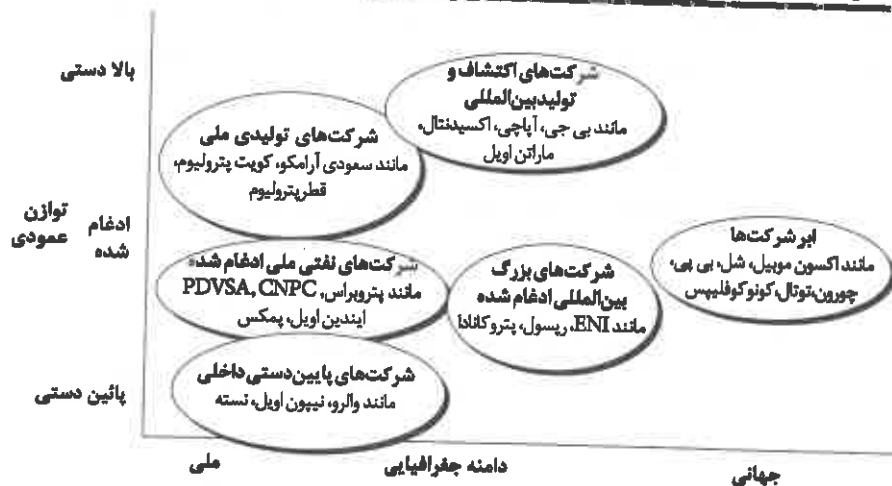 بالا دستی
شرکت‌های اکتشاف و
تولیدبین‌المللی
مانند بی جی، آپاچی، اکسیدنتال،
ماراتن اویل
شرکت‌های تولیدی ملی
مانند سعودی آرامکو، کویت پترولیوم،
قطرپترولیوم
توازن
عمودی
ادغام
شده
ابر شرکت‌ها
مانند اکسون موبیل، شل، بی پی،
چورون،توتال،کونوکوفلیپس
شرکت‌های بزرگ
بین‌المللی ادغام شده
مانند ENI، رپسول، پتروکانادا
شرکت‌های نفتی ملی ادغام شده
مانند پتروبراس, PDVSA, CNPC
ایندین اویل، پمکس
شرکت‌های پایین‌دستی داخلی
مانند والرو، نیپون اویل، نسته
پائین دستی
ملی
دامنه جغرافیایی
جهانی